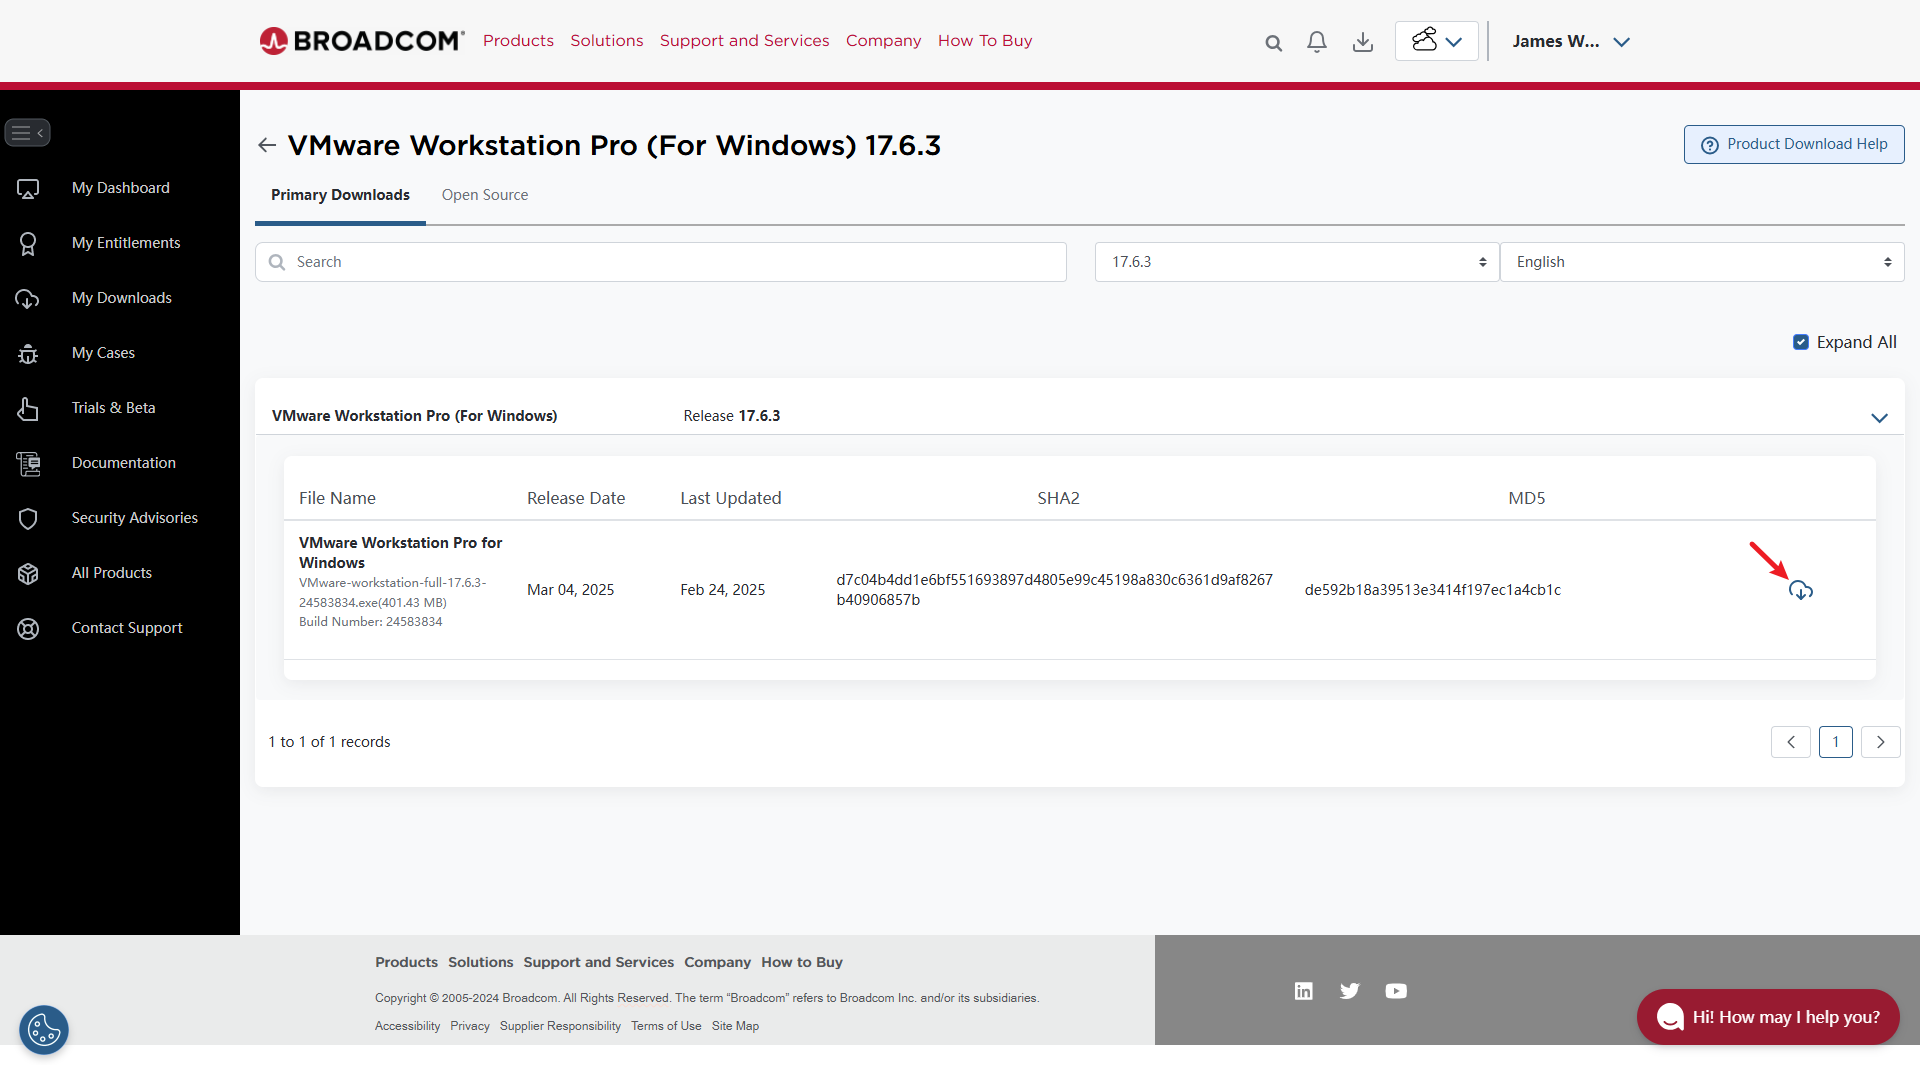 BROADCOM
Products Solutions Support and Services Company How To Buy
James W...
My Dashboard
My Entitlements
My Downloads
My Cases
Trials & Beta
Documentation
Security Advisories
All Products
Contact Support
VMware Workstation Pro (For Windows) 17.6.3
Product Download Help
Primary Downloads Open Source
Search
17.6.3
English
Expand All
VMware Workstation Pro (For Windows) Release 17.6.3
File Name Release Date Last Updated SHA2 MD5
VMware Workstation Pro for
Windows
VMware-workstation-full-17.6.3-
24583834.exe(401.43 MB)
Build Number: 24583834
Mar 04, 2025
Feb 24, 2025
d7c04b4dd1e6bf551693897d4805e99c45198a830c6361d9af8267
b40906857b
de592b18a39513e3414f197ec1a4cb1c
1 to 1 of 1 records
1
Products Solutions Support and Services Company How to Buy
Copyright © 2005-2024 Broadcom. All Rights Reserved. The term “Broadcom” refers to Broadcom Inc. and/or its subsidiaries.
Accessibility Privacy Supplier Responsibility Terms of Use Site Map
Hi! How may I help you?